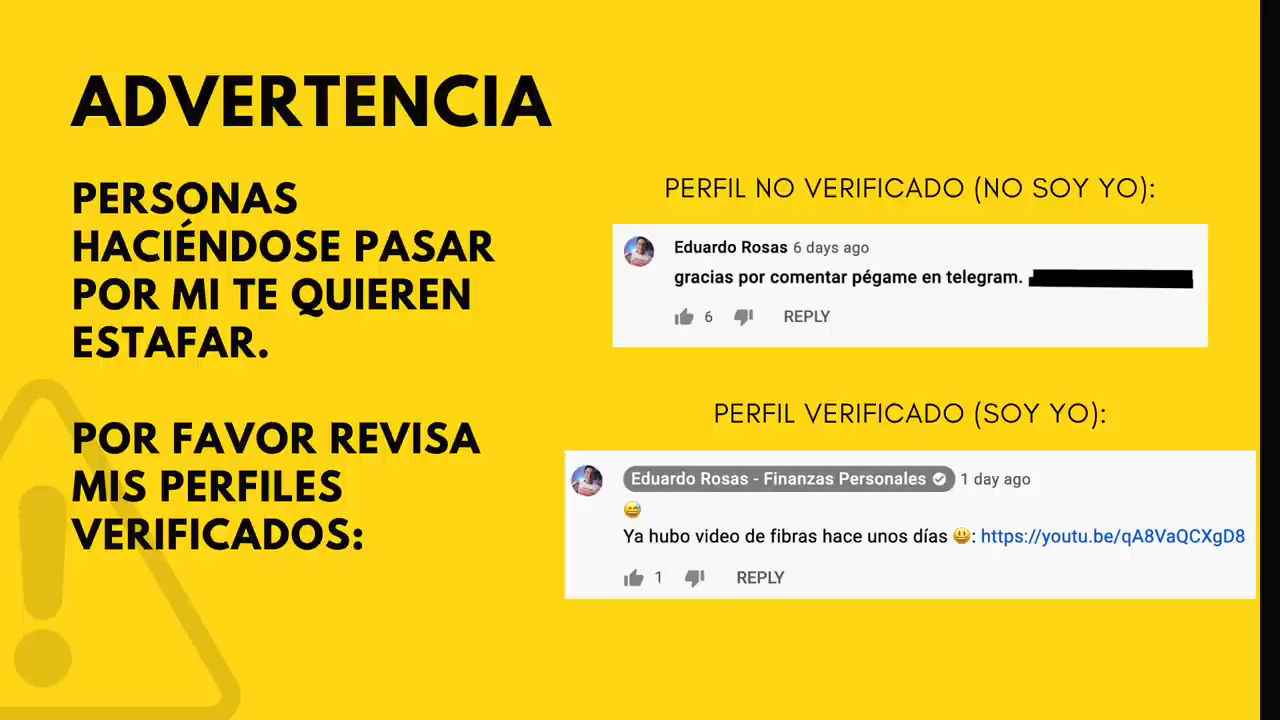 ADVERTENCIA
PERSONAS
HACIÉNDOSE PASAR
POR MI TE QUIEREN
ESTAFAR.
POR FAVOR REVISA
MIS PERFILES
VERIFICADOS:
PERFIL NO VERIFICADO (NO SOY YO):
Eduardo Rosas 6 days ago
gracias por comentar pégame en telegram.
6 REPLY
PERFIL VERIFICADO (SOY YO):
Eduardo Rosas - Finanzas Personales 1 day ago
😅
Ya hubo video de fibras hace unos días 😃: https://youtu.be/qA8VaQCXgD8
1 REPLY